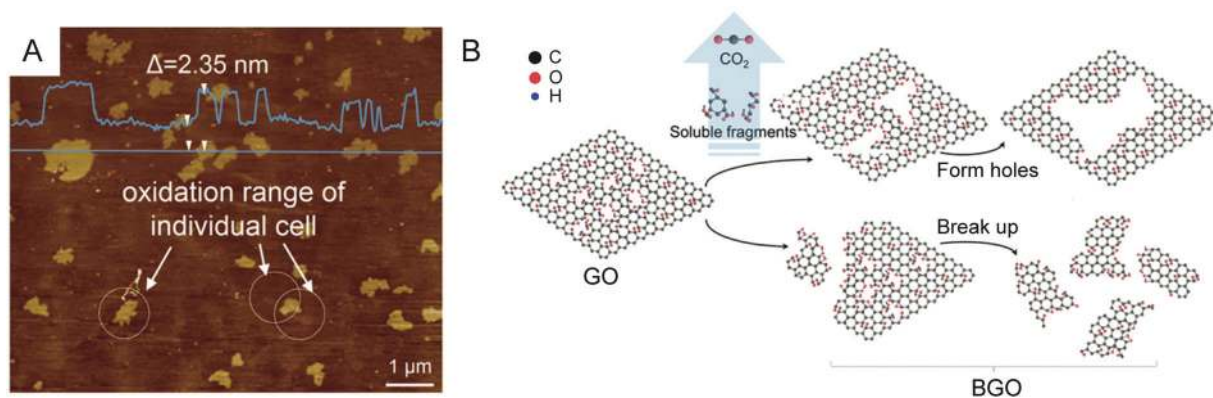 A
Δ=2.35 nm
oxidation range of
individual cell
1 μm
B
C
O
H
CO₂
Soluble fragments
GO
Form holes
Break up
BGO